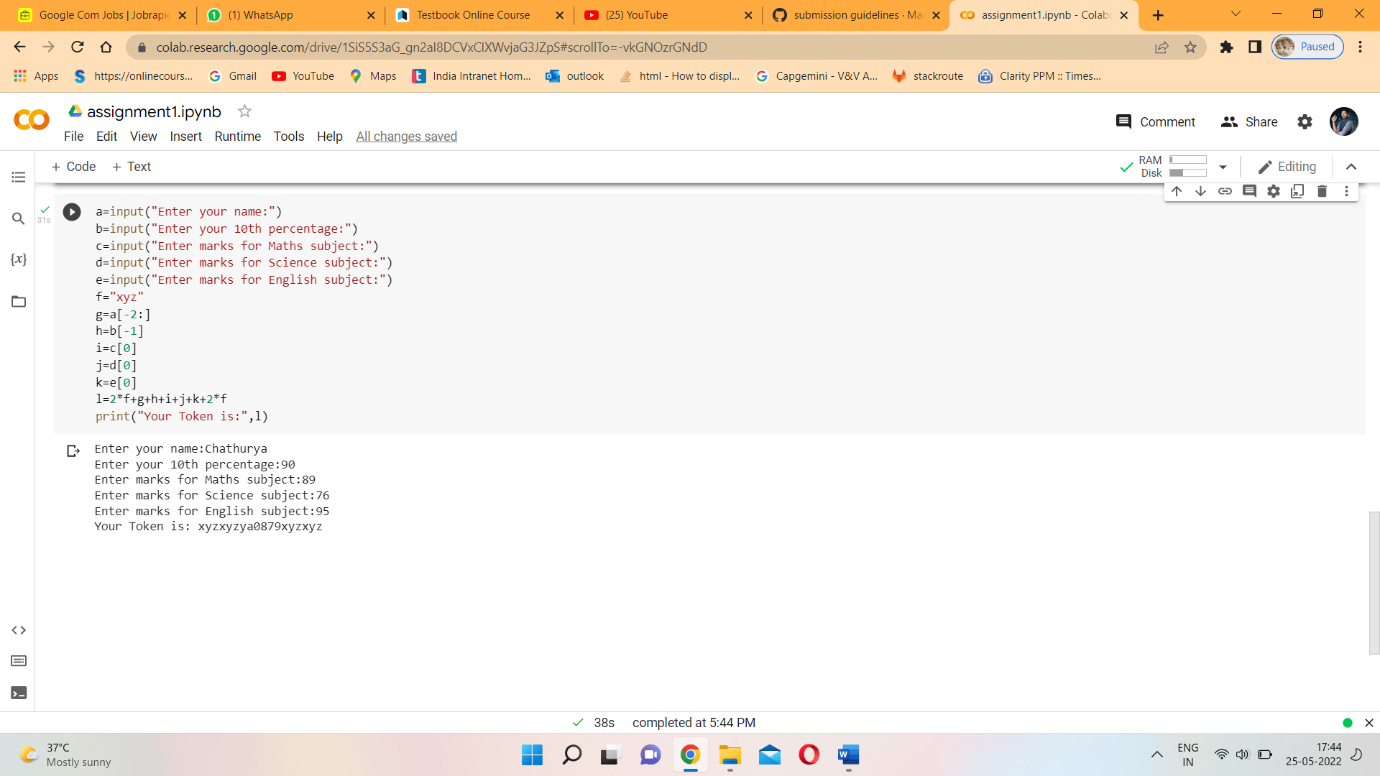 Google Com Jobs | Jobrapi
(1) WhatsApp
Testbook Online Course
(25) YouTube
submission guidelines - Ma
assignment1.ipynb - Colab
colab.research.google.com/drive/1SiS5S3aG_gn2aI8DCVxCIXWvjaG3JZpS#scrollTo=-vkGNOzrGNdD
Paused
Apps
https://onlinecours...
Gmail
YouTube
Maps
India Intranet Hom...
outlook
html - How to displ...
Capgemini - V&V A...
stackroute
Clarity PPM :: Times...
assignment1.ipynb
Comment
Share
File Edit View Insert Runtime Tools Help All changes saved
+ Code + Text
RAM
Disk
Editing
31s
a=input("Enter your name:")
b=input("Enter your 10th percentage:")
c=input("Enter marks for Maths subject:")
d=input("Enter marks for Science subject:")
e=input("Enter marks for English subject:")
f="xyz"
g=a[-2:]
h=b[-1]
i=c[0]
j=d[0]
k=e[0]
l=2*f+g+h+i+j+k+2*f
print("Your Token is:",l)
Enter your name:Chathurya
Enter your 10th percentage:90
Enter marks for Maths subject:89
Enter marks for Science subject:76
Enter marks for English subject:95
Your Token is: xyzxyzya0879xyzxyz
38s completed at 5:44 PM
37°C
Mostly sunny
ENG
IN
17:44
25-05-2022